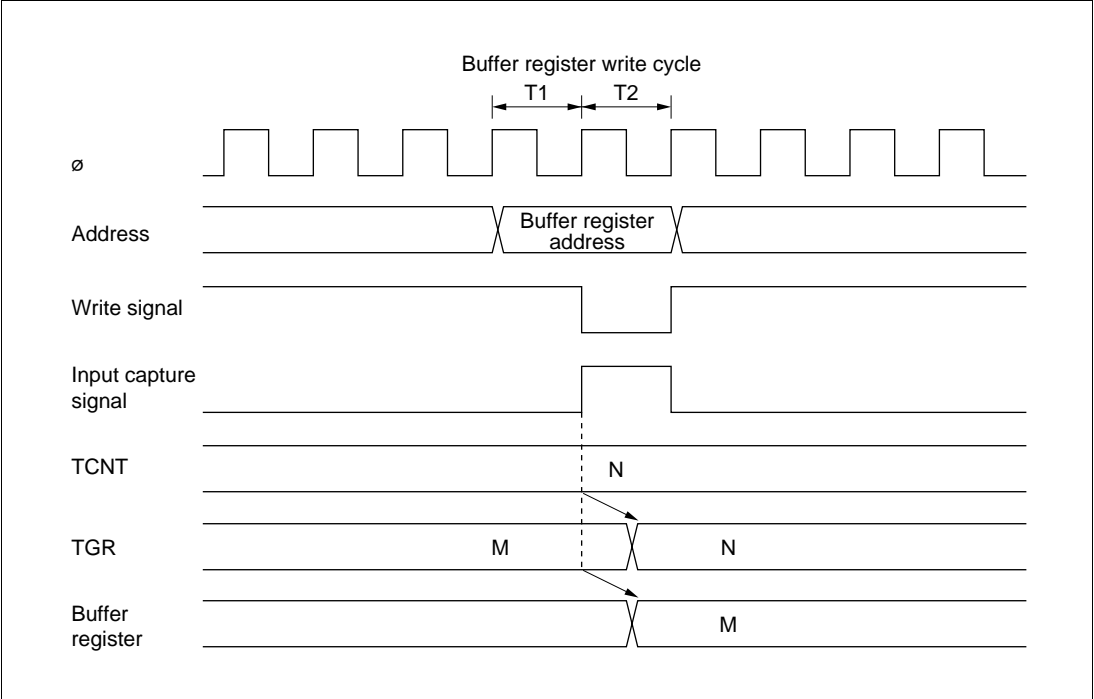 Buffer register write cycle
T1 T2
ø
Address
Buffer register
address
Write signal
Input capture
signal
TCNT
N
TGR
M N
Buffer
register
M